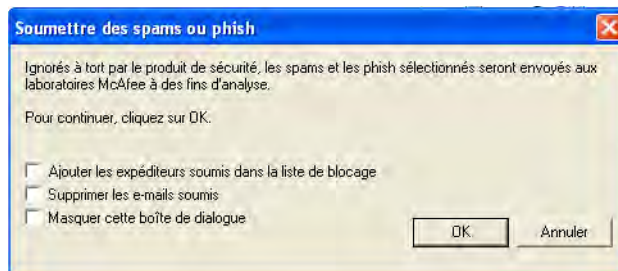 Soumettre des spams ou phish
Ignorés à tort par le produit de sécurité, les spams et les phish sélectionnés seront envoyés aux
laboratoires McAfee à des fins d'analyse.
Pour continuer, cliquez sur OK.
Ajouter les expéditeurs soumis dans la liste de blocage
Supprimer les e-mails soumis
Masquer cette boîte de dialogue
OK
Annuler